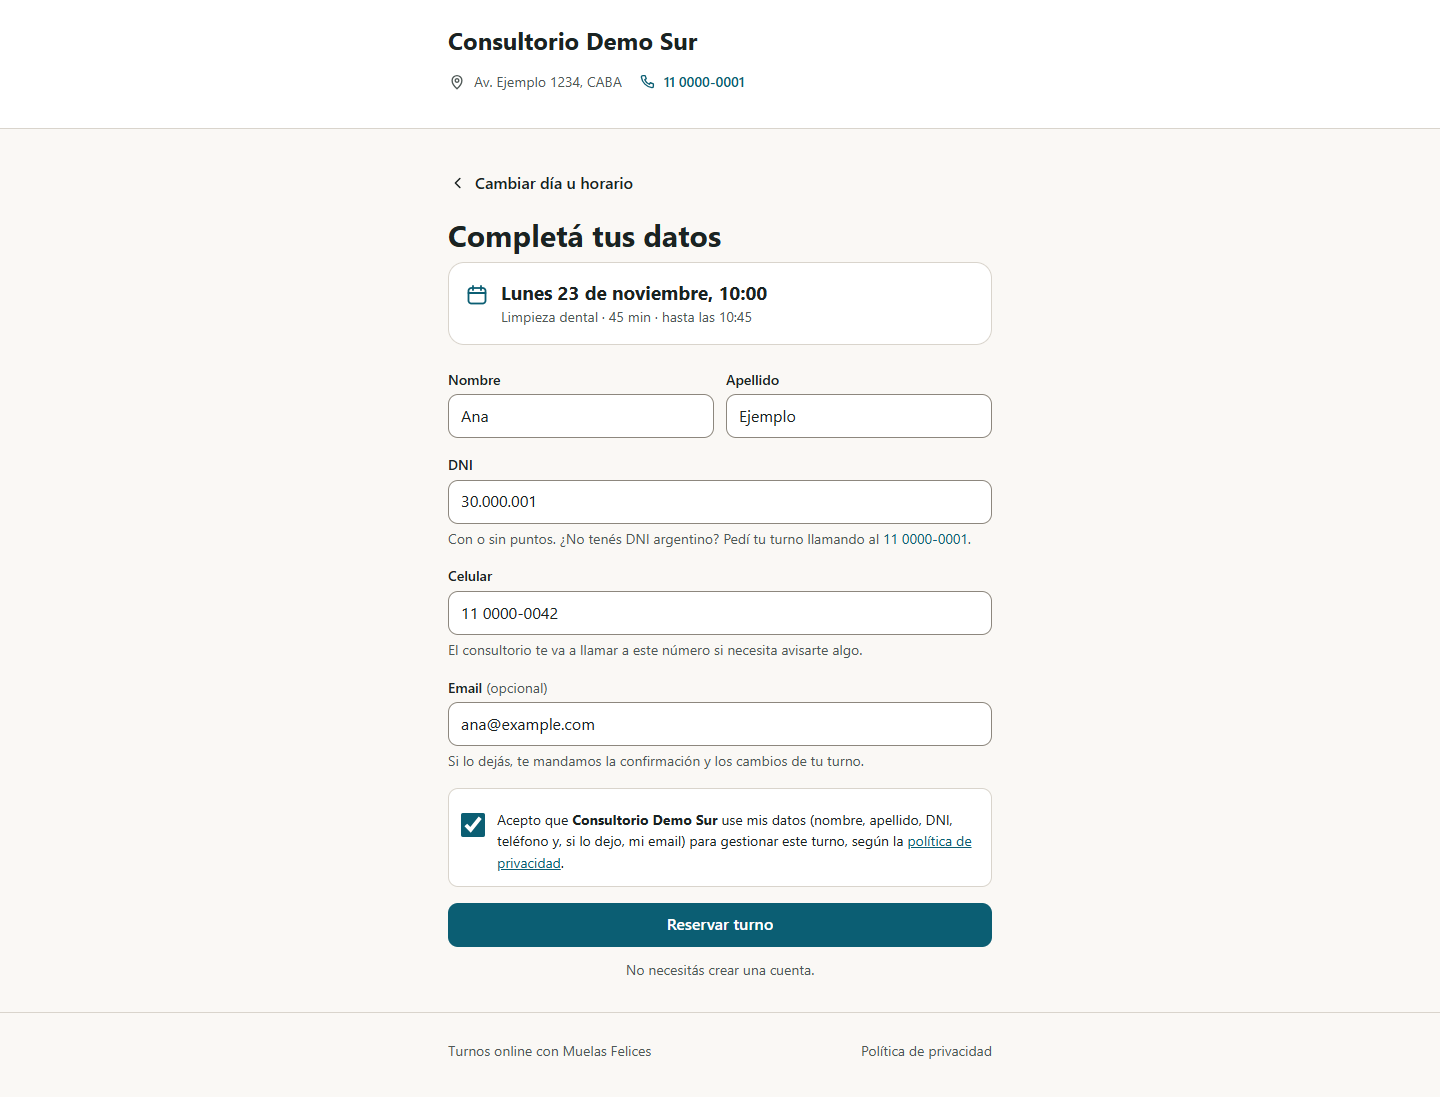 Consultorio Demo Sur
Av. Ejemplo 1234, CABA 11 0000-0001
Cambiar día u horario
Completá tus datos
Lunes 23 de noviembre, 10:00
Limpieza dental · 45 min · hasta las 10:45
Nombre Apellido
Ana Ejemplo
DNI
30.000.001
Con o sin puntos. ¿No tenés DNI argentino? Pedí tu turno llamando al 11 0000-0001.
Celular
11 0000-0042
El consultorio te va a llamar a este número si necesita avisarte algo.
Email (opcional)
ana@example.com
Si lo dejás, te mandamos la confirmación y los cambios de tu turno.
Acepto que Consultorio Demo Sur use mis datos (nombre, apellido, DNI,
teléfono y, si lo dejo, mi email) para gestionar este turno, según la política de
privacidad.
Reservar turno
No necesitás crear una cuenta.
Turnos online con Muelas Felices Política de privacidad